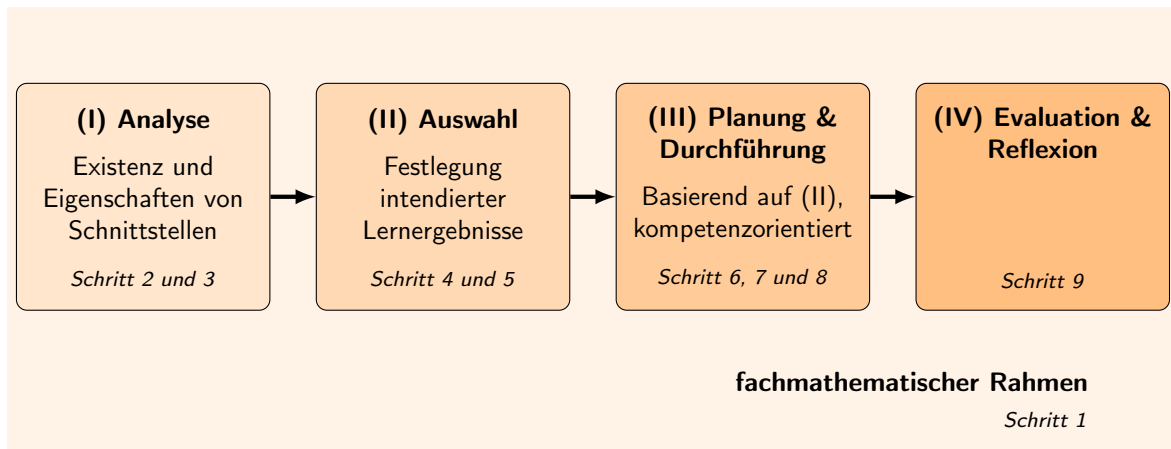 (I) Analyse
Existenz und
Eigenschaften von
Schnittstellen
Schritt 2 und 3
(II) Auswahl
Festlegung
intendierter
Lernergebnisse
Schritt 4 und 5
(III) Planung &
Durchführung
Basierend auf (II),
kompetenzorientiert
Schritt 6, 7 und 8
(IV) Evaluation &
Reflexion
Schritt 9
fachmathematischer Rahmen
Schritt 1